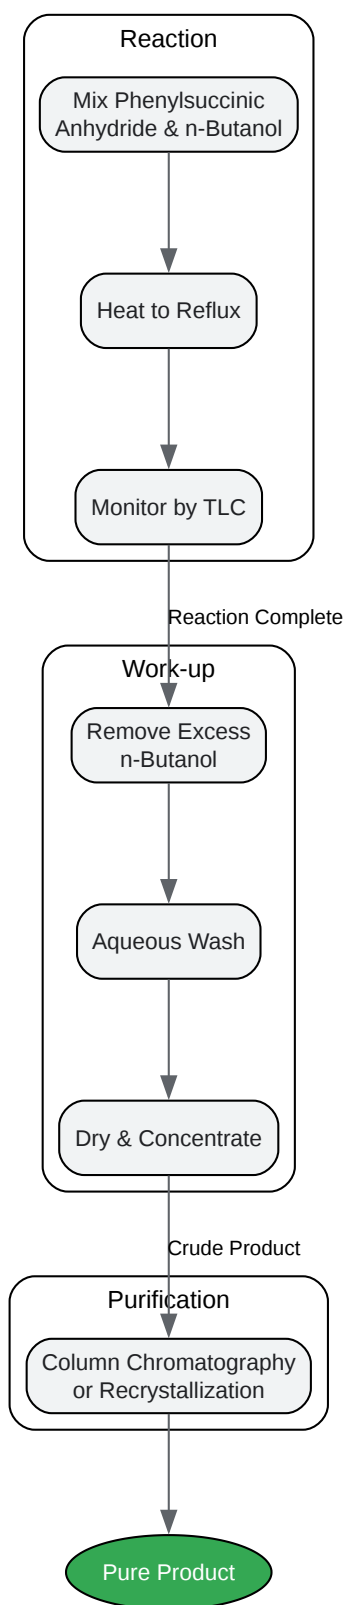 Reaction
Mix Phenylsuccinic
Anhydride & n-Butanol
Heat to Reflux
Monitor by TLC
Reaction Complete
Work-up
Remove Excess
n-Butanol
Aqueous Wash
Dry & Concentrate
Crude Product
Purification
Column Chromatography
or Recrystallization
Pure Product